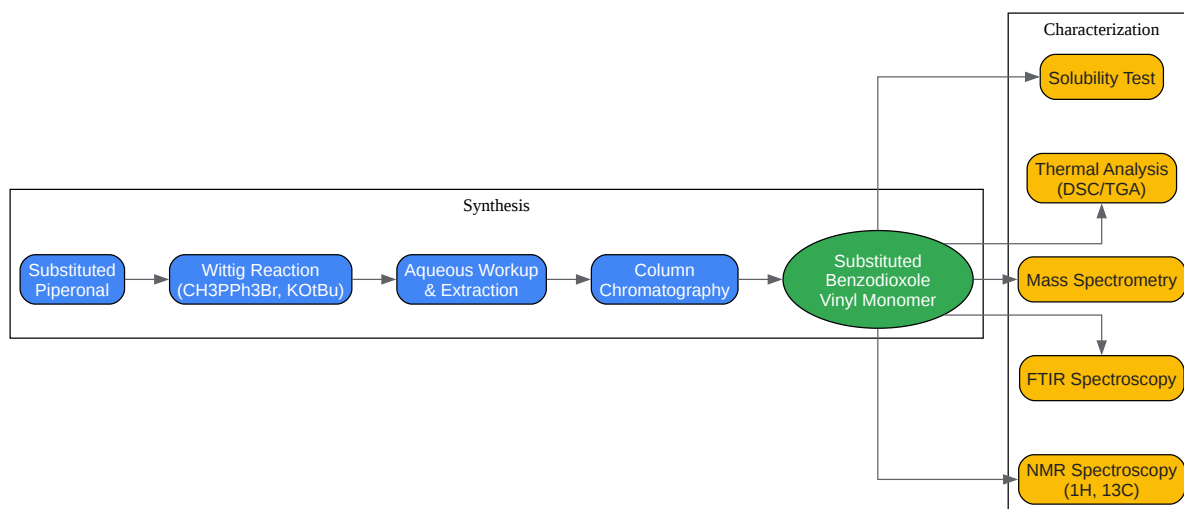 Characterization
Solubility Test
Thermal Analysis
(DSC/TGA)
Synthesis
Substituted
Piperonal
Wittig Reaction
(CH3PPh3Br, KOtBu)
Aqueous Workup
& Extraction
Column
Chromatography
Substituted
Benzodioxole
Vinyl Monomer
Mass Spectrometry
FTIR Spectroscopy
NMR Spectroscopy
(1H, 13C)